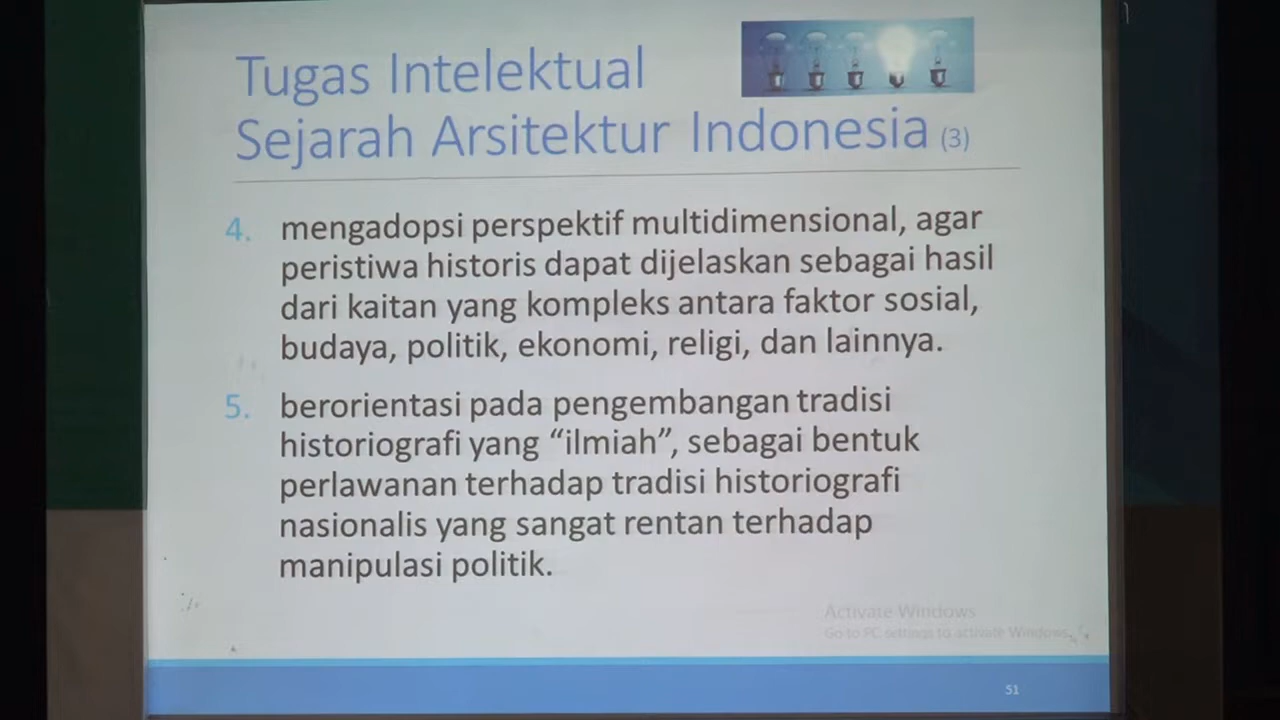 Tugas Intelektual
Sejarah Arsitektur Indonesia (3)
4. mengadopsi perspektif multidimensional, agar
peristiwa historis dapat dijelaskan sebagai hasil
dari kaitan yang kompleks antara faktor sosial,
budaya, politik, ekonomi, religi, dan lainnya.
5. berorientasi pada pengembangan tradisi
historiografi yang “ilmiah”, sebagai bentuk
perlawanan terhadap tradisi historiografi
nasionalis yang sangat rentan terhadap
manipulasi politik.
Activate Windows
Go to PC settings to activate Windows.
51